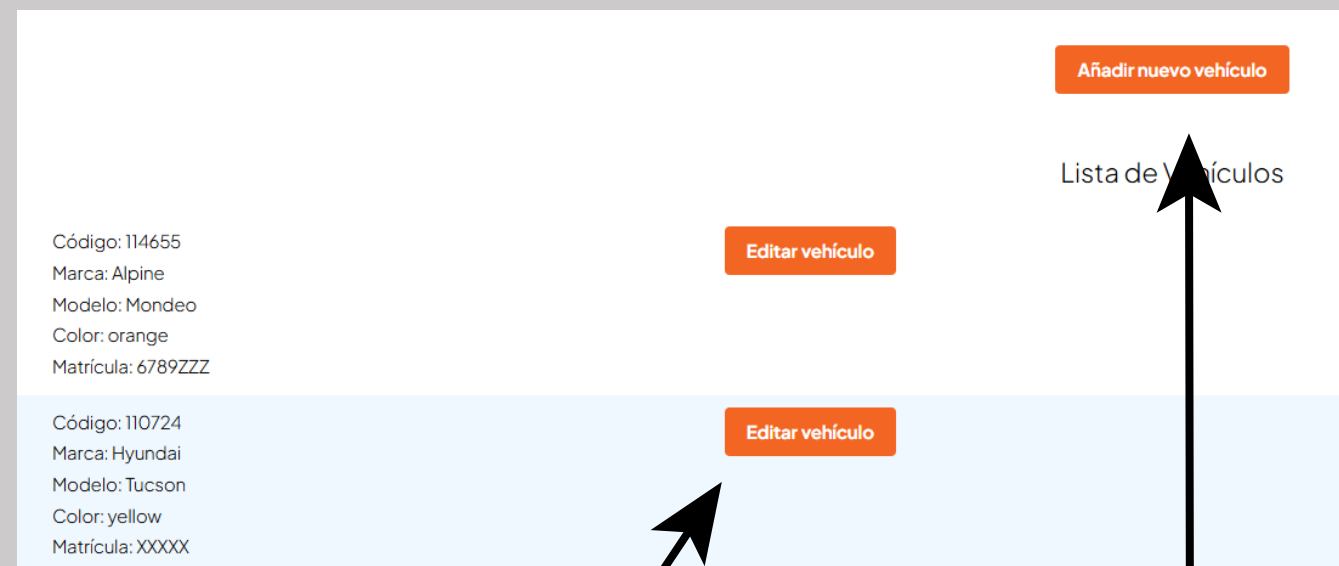 Añadir nuevo vehículo
Lista de Vehículos
Código: 114655
Marca: Alpine
Modelo: Mondeo
Color: orange
Matrícula: 6789ZZZ
Editar vehículo
Código: 110724
Marca: Hyundai
Modelo: Tucson
Color: yellow
Matrícula: XXXXX
Editar vehículo